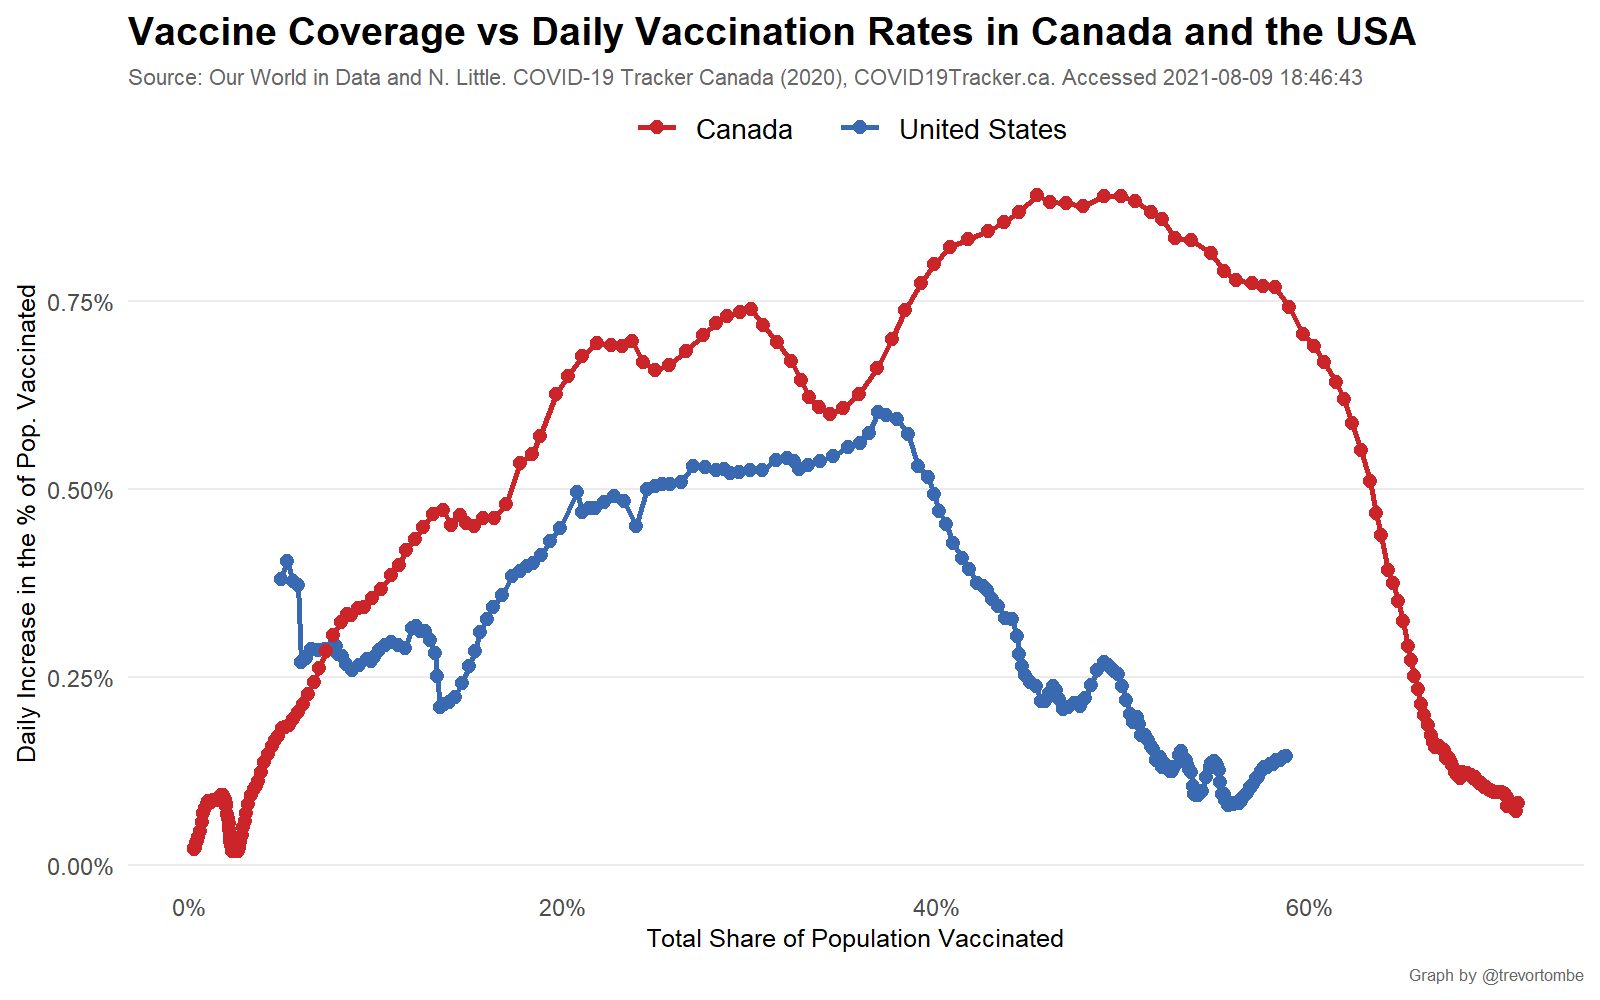 Vaccine Coverage vs Daily Vaccination Rates in Canada and the USA
Source: Our World in Data and N. Little. COVID-19 Tracker Canada (2020), COVID19Tracker.ca. Accessed 2021-08-09 18:46:43
Canada
United States
Daily Increase in the % of Pop. Vaccinated
0.75%
0.50%
0.25%
0.00%
0%
20%
40%
60%
Total Share of Population Vaccinated
Graph by @trevortombe